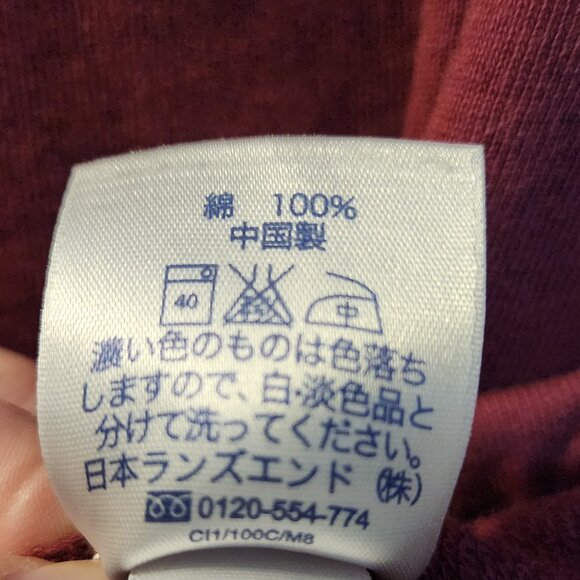 綿 100%
中国製
40 中
濃い色のものは色落ち
しますので、白・淡色品と
分けて洗ってください。
日本ランズエンド（株）
0120-554-774
CI1/100C/M8